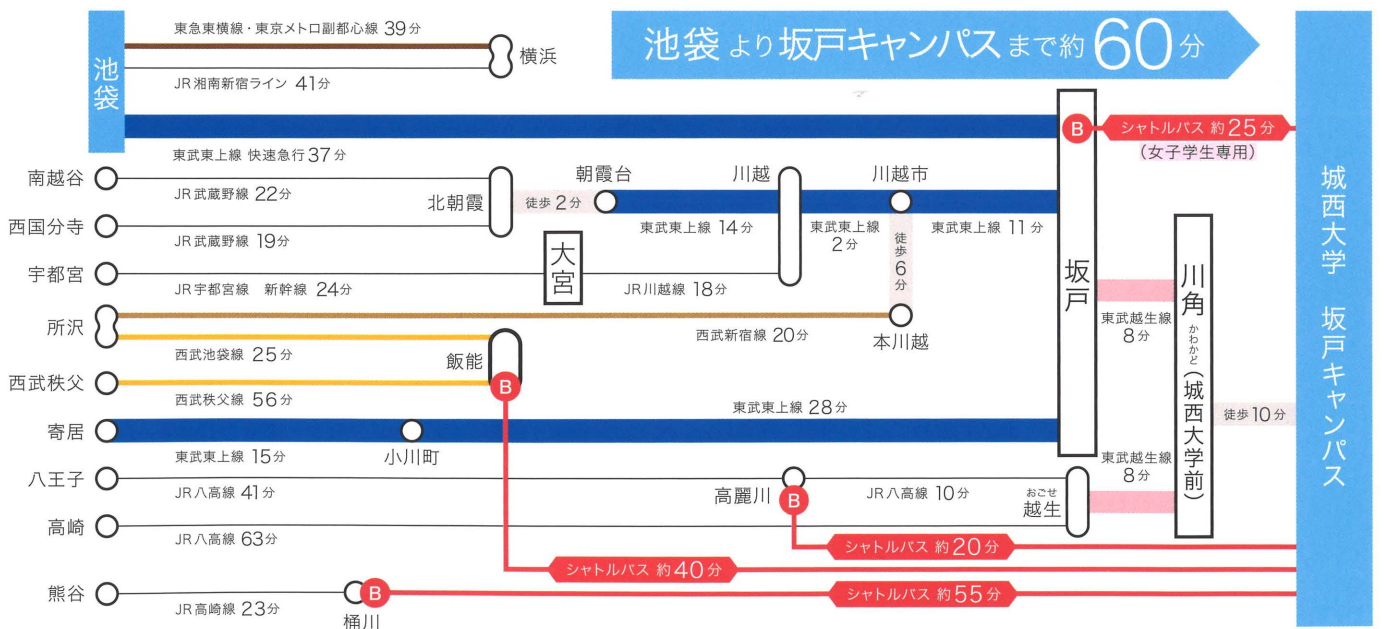 池袋より坂戸キャンパスまで約60分
池袋
東急東横線・東京メトロ副都心線 39分
横浜
JR湘南新宿ライン 41分
B
シャトルバス 約25分
(女子学生専用)
東武東上線 快速急行37分
南越谷
JR武蔵野線 22分
西国分寺
JR武蔵野線 19分
北朝霞
徒歩 2分
朝霞台
東武東上線 14分
川越
東武東上線
2分
川越市
東武東上線 11分
徒歩6分
宇都宮
JR宇都宮線 新幹線 24分
大宮
JR川越線 18分
所沢
西武新宿線 20分
本川越
西武池袋線 25分
飯能
B
西武秩父
西武秩父線 56分
坂戸
東武越生線
8分
川角(城西大学前)
かわかど
徒歩10分
城西大学 坂戸キャンパス
寄居
東武東上線 15分
小川町
東武東上線 28分
八王子
JR八高線 41分
高麗川
B
JR八高線 10分
おごせ
越生
東武越生線
8分
高崎
JR八高線 63分
シャトルバス 約20分
シャトルバス 約40分
熊谷
JR高崎線 23分
桶川
B
シャトルバス 約55分